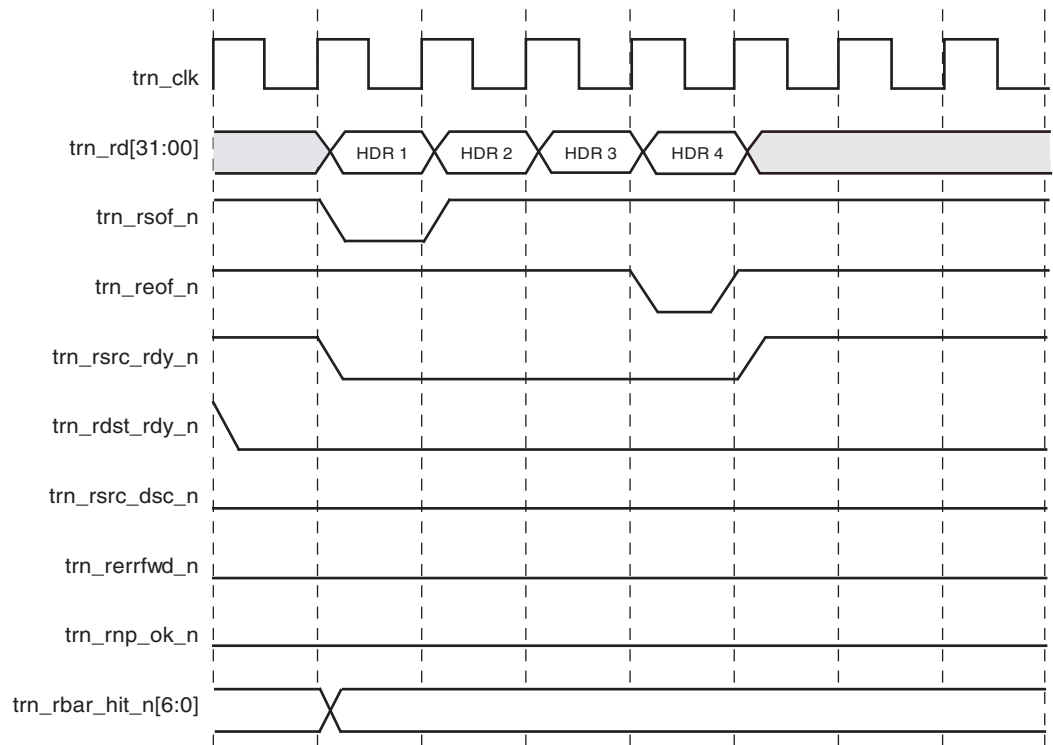 trn_clk
trn_rd[31:00]
HDR 1 HDR 2 HDR 3 HDR 4
trn_rsof_n
trn_reof_n
trn_rsrc_rdy_n
trn_rdst_rdy_n
trn_rsrc_dsc_n
trn_rerrfwd_n
trn_rnp_ok_n
trn_rbar_hit_n[6:0]